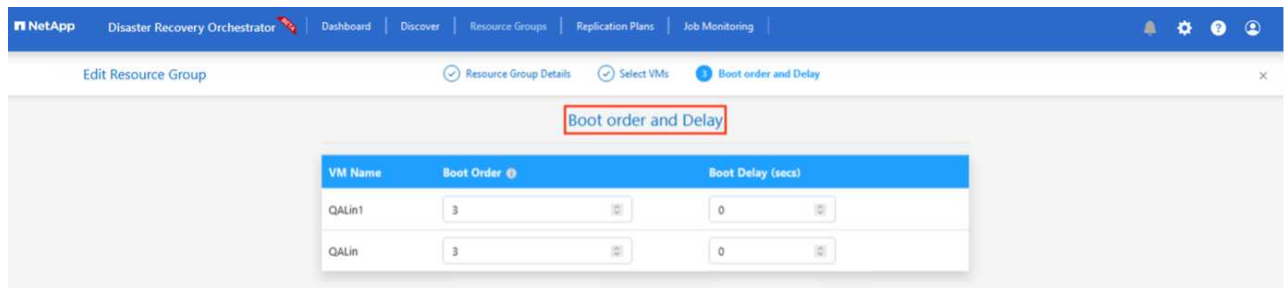 NetApp Disaster Recovery Orchestrator BETA Dashboard Discover Resource Groups Replication Plans Job Monitoring
Edit Resource Group Resource Group Details Select VMs 3 Boot order and Delay
Boot order and Delay
VM Name Boot Order Boot Delay (secs)
QALin1 3 0
QALin 3 0